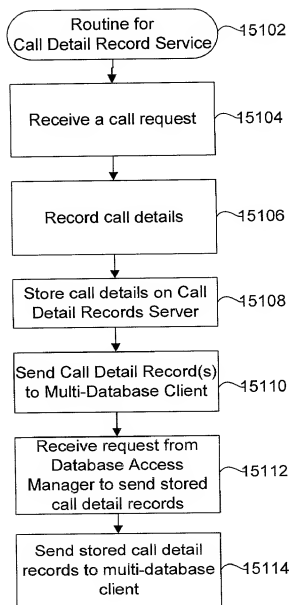 Routine for
Call Detail Record Service
15102
Receive a call request
15104
Record call details
15106
Store call details on Call
Detail Records Server
15108
Send Call Detail Record(s)
to Multi-Database Client
15110
Receive request from
Database Access
Manager to send stored
call detail records
15112
Send stored call detail
records to multi-database
client
15114